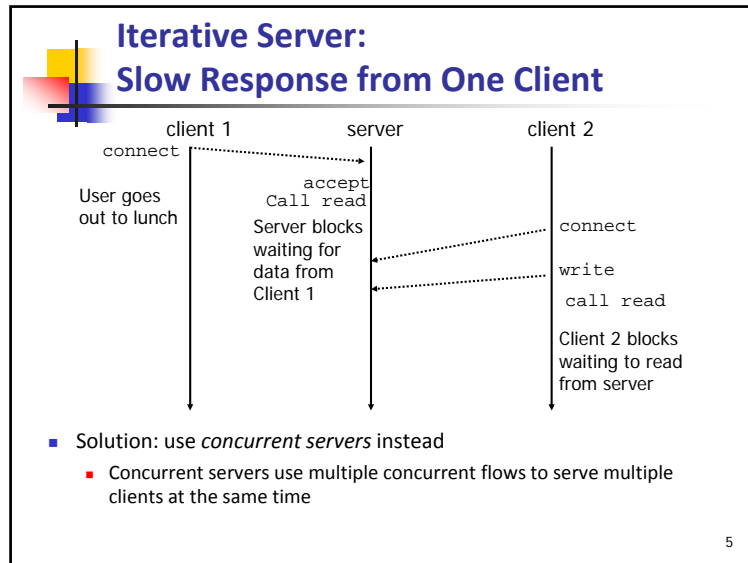 Iterative Server:
Slow Response from One Client
client 1
server
client 2
connect
User goes
out to lunch
accept
Call read
Server blocks
waiting for
data from
Client 1
connect
write
call read
Client 2 blocks
waiting to read
from server
Solution: use concurrent servers instead
Concurrent servers use multiple concurrent flows to serve multiple
clients at the same time
5